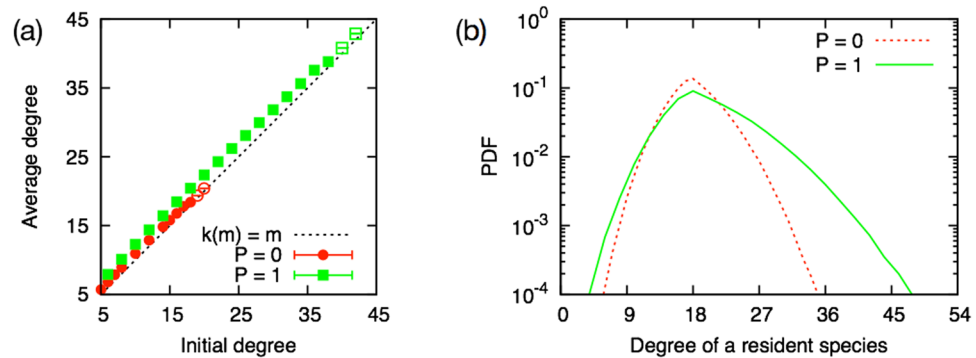 (a)
45
35
25
15
5
Average degree
k(m) = m
P = 0
P = 1
5 15 25 35 45
Initial degree
(b)
10^0
10^-1
10^-2
10^-3
10^-4
PDF
P = 0
P = 1
0 9 18 27 36 45 54
Degree of a resident species